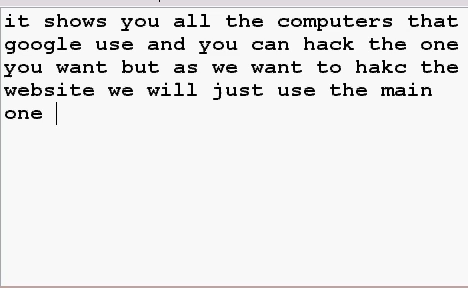 it shows you all the computers that
google use and you can hack the one
you want but as we want to hakc the
website we will just use the main
one